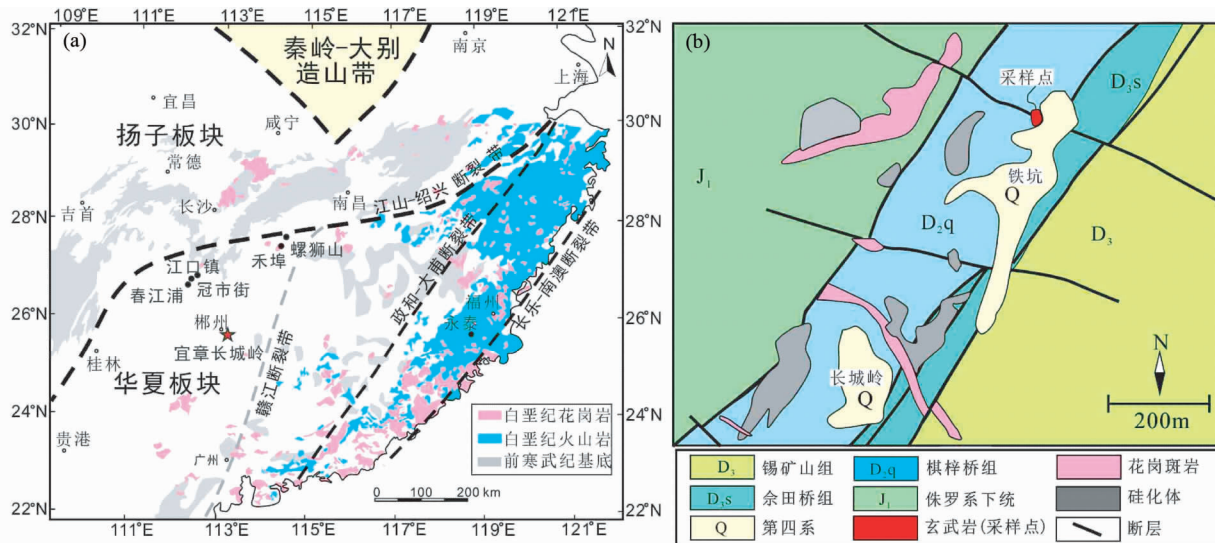 109°E 111°E 113°E 115°E 117°E 119°E 121°E
32°N
30°N
28°N
26°N
24°N
22°N
(a)
秦岭-大别
造山带
南京
N
上海
宜昌
咸宁
扬子板块
常德
吉首
长沙
南昌
江山-绍兴断裂带
螺狮山
禾埠
江口镇
冠市街
春江浦
郴州
宜章长城岭
桂林
华夏板块
赣江断裂带
政和-大甫断裂带
福州
永泰
长乐-南澳断裂带
贵港
广州
白垩纪花岗岩
白垩纪火山岩
前寒武纪基底
0 100 200 km
111°E 113°E 115°E 117°E 119°E 121°E
(b)
32°N
30°N
28°N
26°N
24°N
22°N
采样点
D₃s
J₁
铁坑
Q
D₂q
D₃
长城岭
Q
N
200m
D₃ 锡矿山组
D₂q 棋梓桥组
花岗斑岩
D₃s 佘田桥组
J₁ 侏罗系下统
硅化体
Q 第四系
玄武岩(采样点)
断层